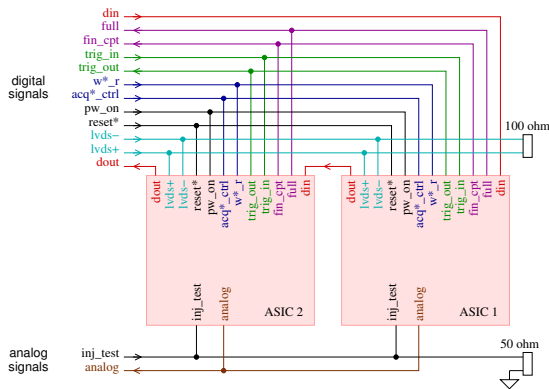 din
full
fin_cpt
trig_in
trig_out
digital
signals
w*_r
acq*_ctrl
pw_on
reset*
100 ohm
lvds−
lvds+
dout
dout lvds+ lvds− reset* pw_on acq*_ctrl w*_r trig_out trig_in fin_cpt full din
dout lvds+ lvds− reset* pw_on acq*_ctrl w*_r trig_out trig_in fin_cpt full din
inj_test analog ASIC 2
inj_test analog ASIC 1
analog
signals
inj_test
50 ohm
analog